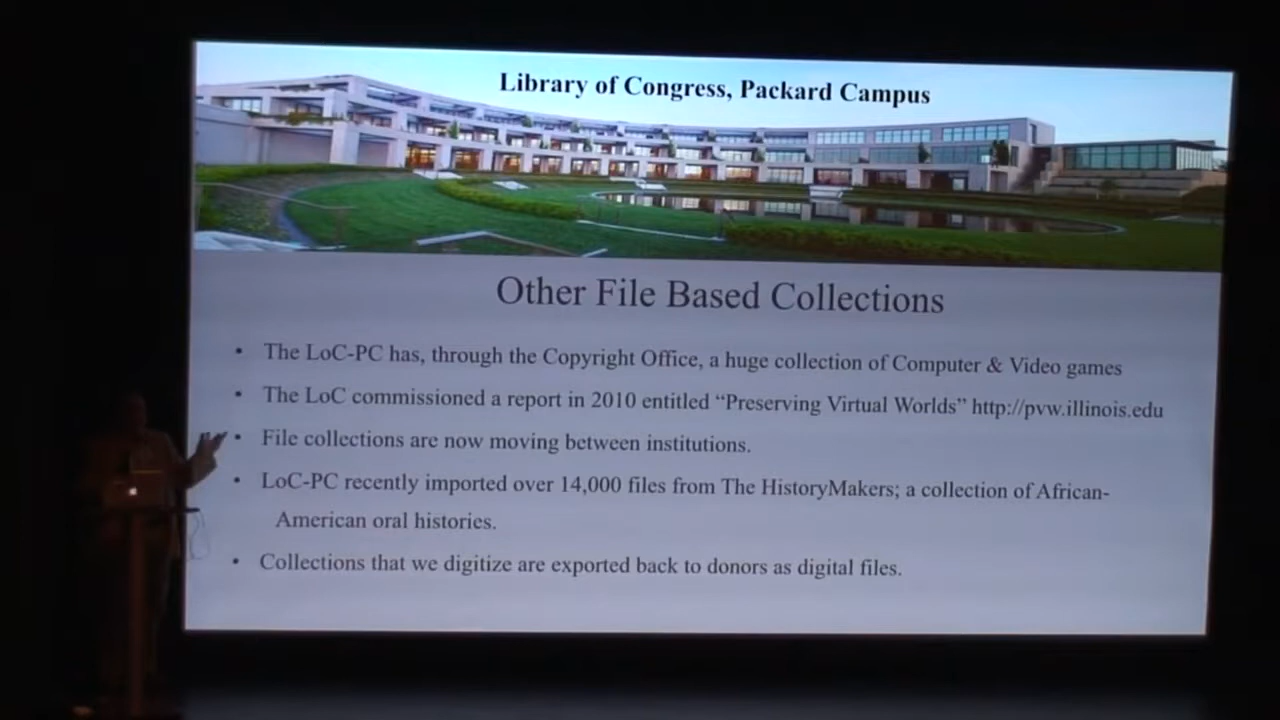 Library of Congress, Packard Campus
Other File Based Collections
• The LoC-PC has, through the Copyright Office, a huge collection of Computer & Video games
• The LoC commissioned a report in 2010 entitled “Preserving Virtual Worlds” http://pvw.illinois.edu
• File collections are now moving between institutions.
• LoC-PC recently imported over 14,000 files from The HistoryMakers; a collection of African-
American oral histories.
• Collections that we digitize are exported back to donors as digital files.